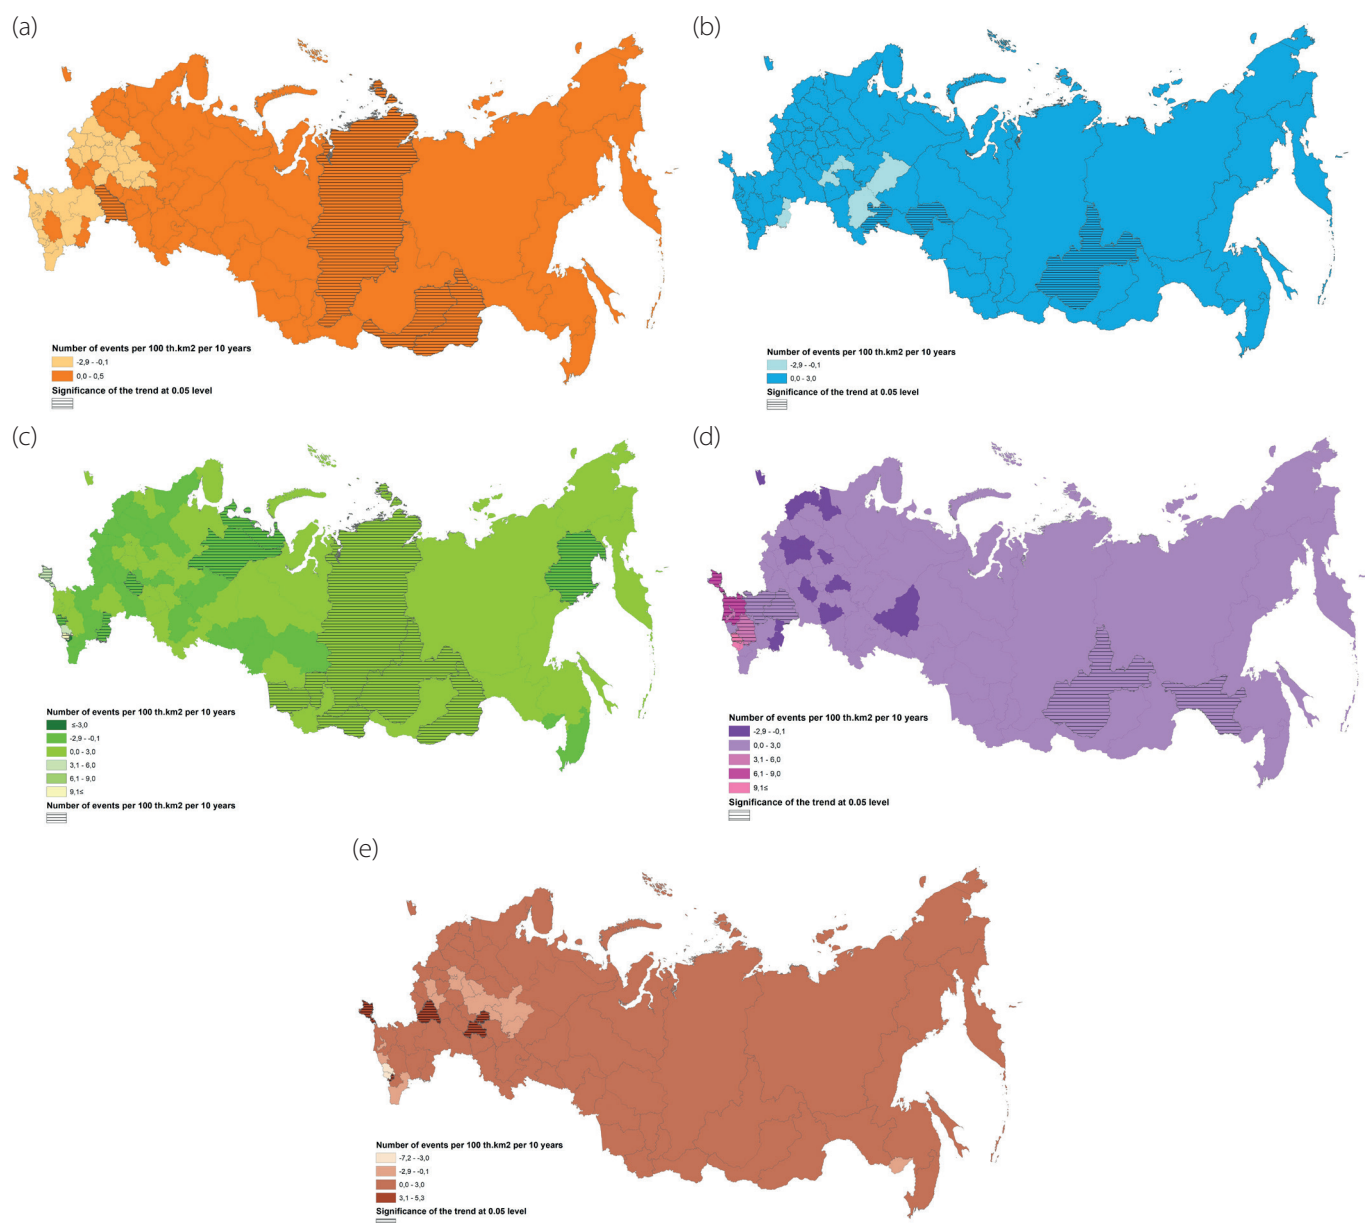 (a)
Number of events per 100 th.km2 per 10 years
-2,9 - -0,1
0,0 - 0,5
Significance of the trend at 0.05 level
(b)
Number of events per 100 th.km2 per 10 years
-2,9 - -0,1
0,0 - 3,0
Significance of the trend at 0.05 level
(c)
Number of events per 100 th.km2 per 10 years
≤-3,0
-2,9 - -0,1
0,0 - 3,0
3,1 - 6,0
6,1 - 9,0
9,1≤
Number of events per 100 th.km2 per 10 years
(d)
Number of events per 100 th.km2 per 10 years
-2,9 - -0,1
0,0 - 3,0
3,1 - 6,0
6,1 - 9,0
9,1≤
Significance of the trend at 0.05 level
(e)
Number of events per 100 th.km2 per 10 years
-7,2 - -3,0
-2,9 - -0,1
0,0 - 3,0
3,1 - 5,3
Significance of the trend at 0.05 level